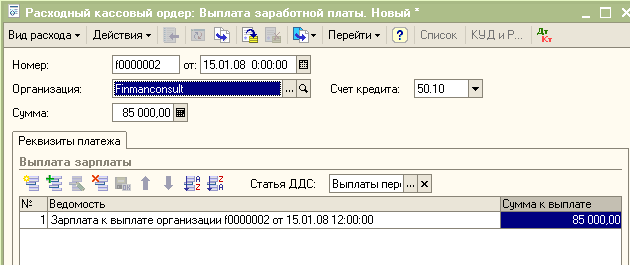 Расходный кассовый ордер: Выплата заработной платы. Новый *
Вид расхода Действия Перейти ? Список КУД и Р... Дт Кт
Номер: f0000002 от: 15.01.08 0:00:00
Организация: Finmanconsult ... Счет кредита: 50.10
Сумма: 85 000,00
Реквизиты платежа
Выплата зарплаты
Статья ДДС: Выплаты пер ... ×
№ Ведомость Сумма к выплате
1 Зарплата к выплате организации f0000002 от 15.01.08 12:00:00 85 000,00